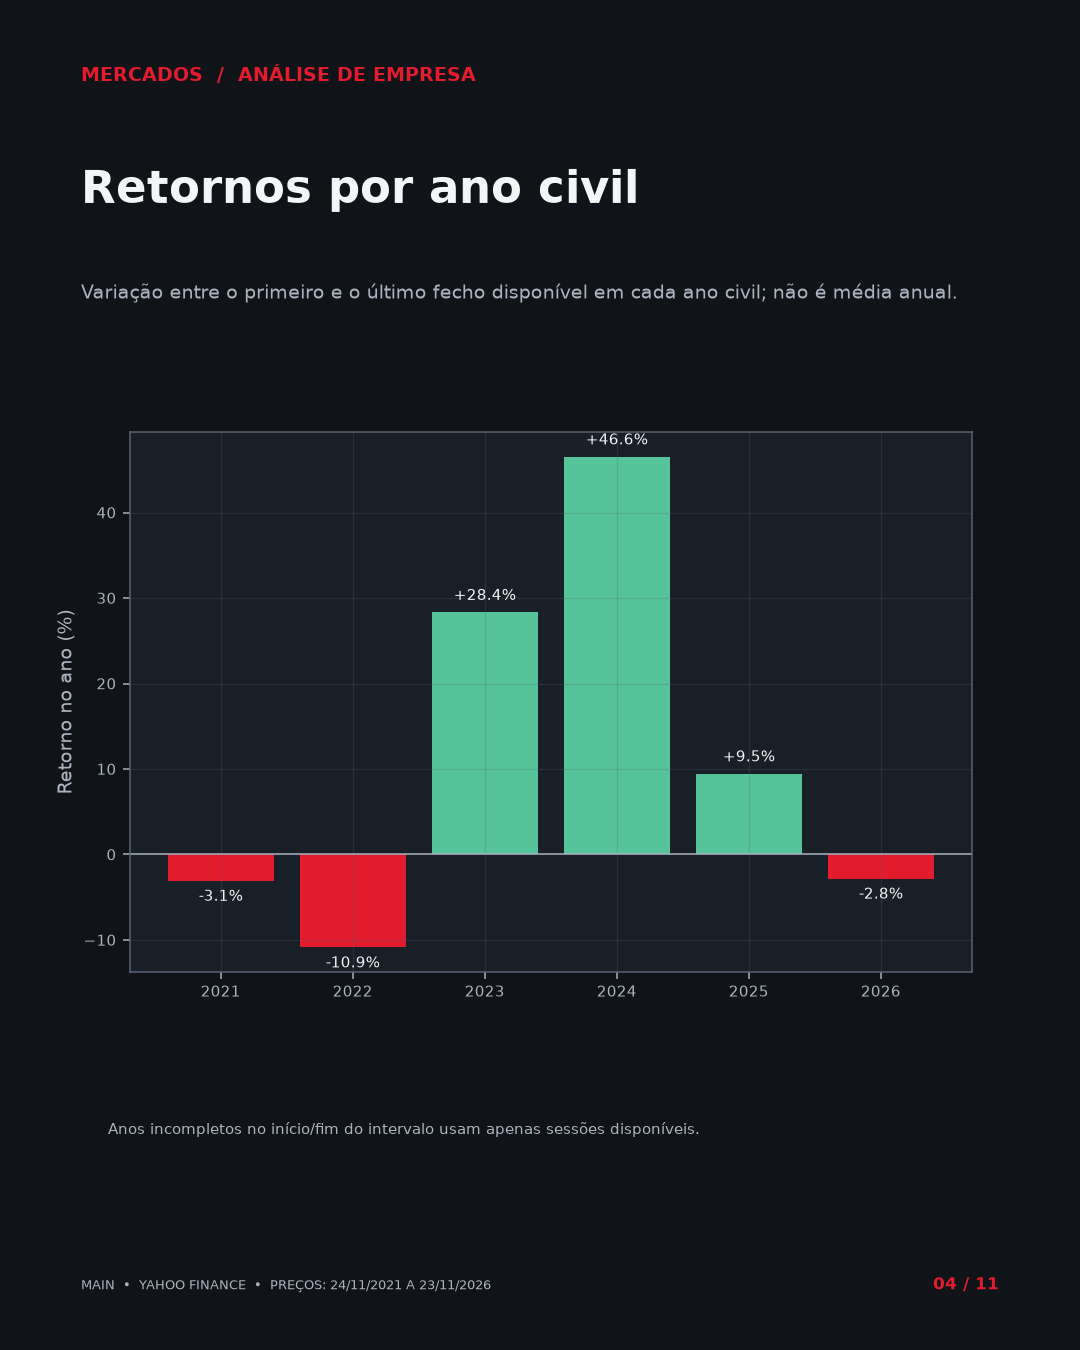 MERCADOS / ANÁLISE DE EMPRESA
Retornos por ano civil
Variação entre o primeiro e o último fecho disponível em cada ano civil; não é média anual.
Retorno no ano (%)
40
30
20
10
0
−10
+46.6%
+28.4%
+9.5%
-3.1%
-2.8%
-10.9%
2021
2022
2023
2024
2025
2026
Anos incompletos no início/fim do intervalo usam apenas sessões disponíveis.
MAIN • YAHOO FINANCE • PREÇOS: 24/11/2021 A 23/11/2026
04 / 11